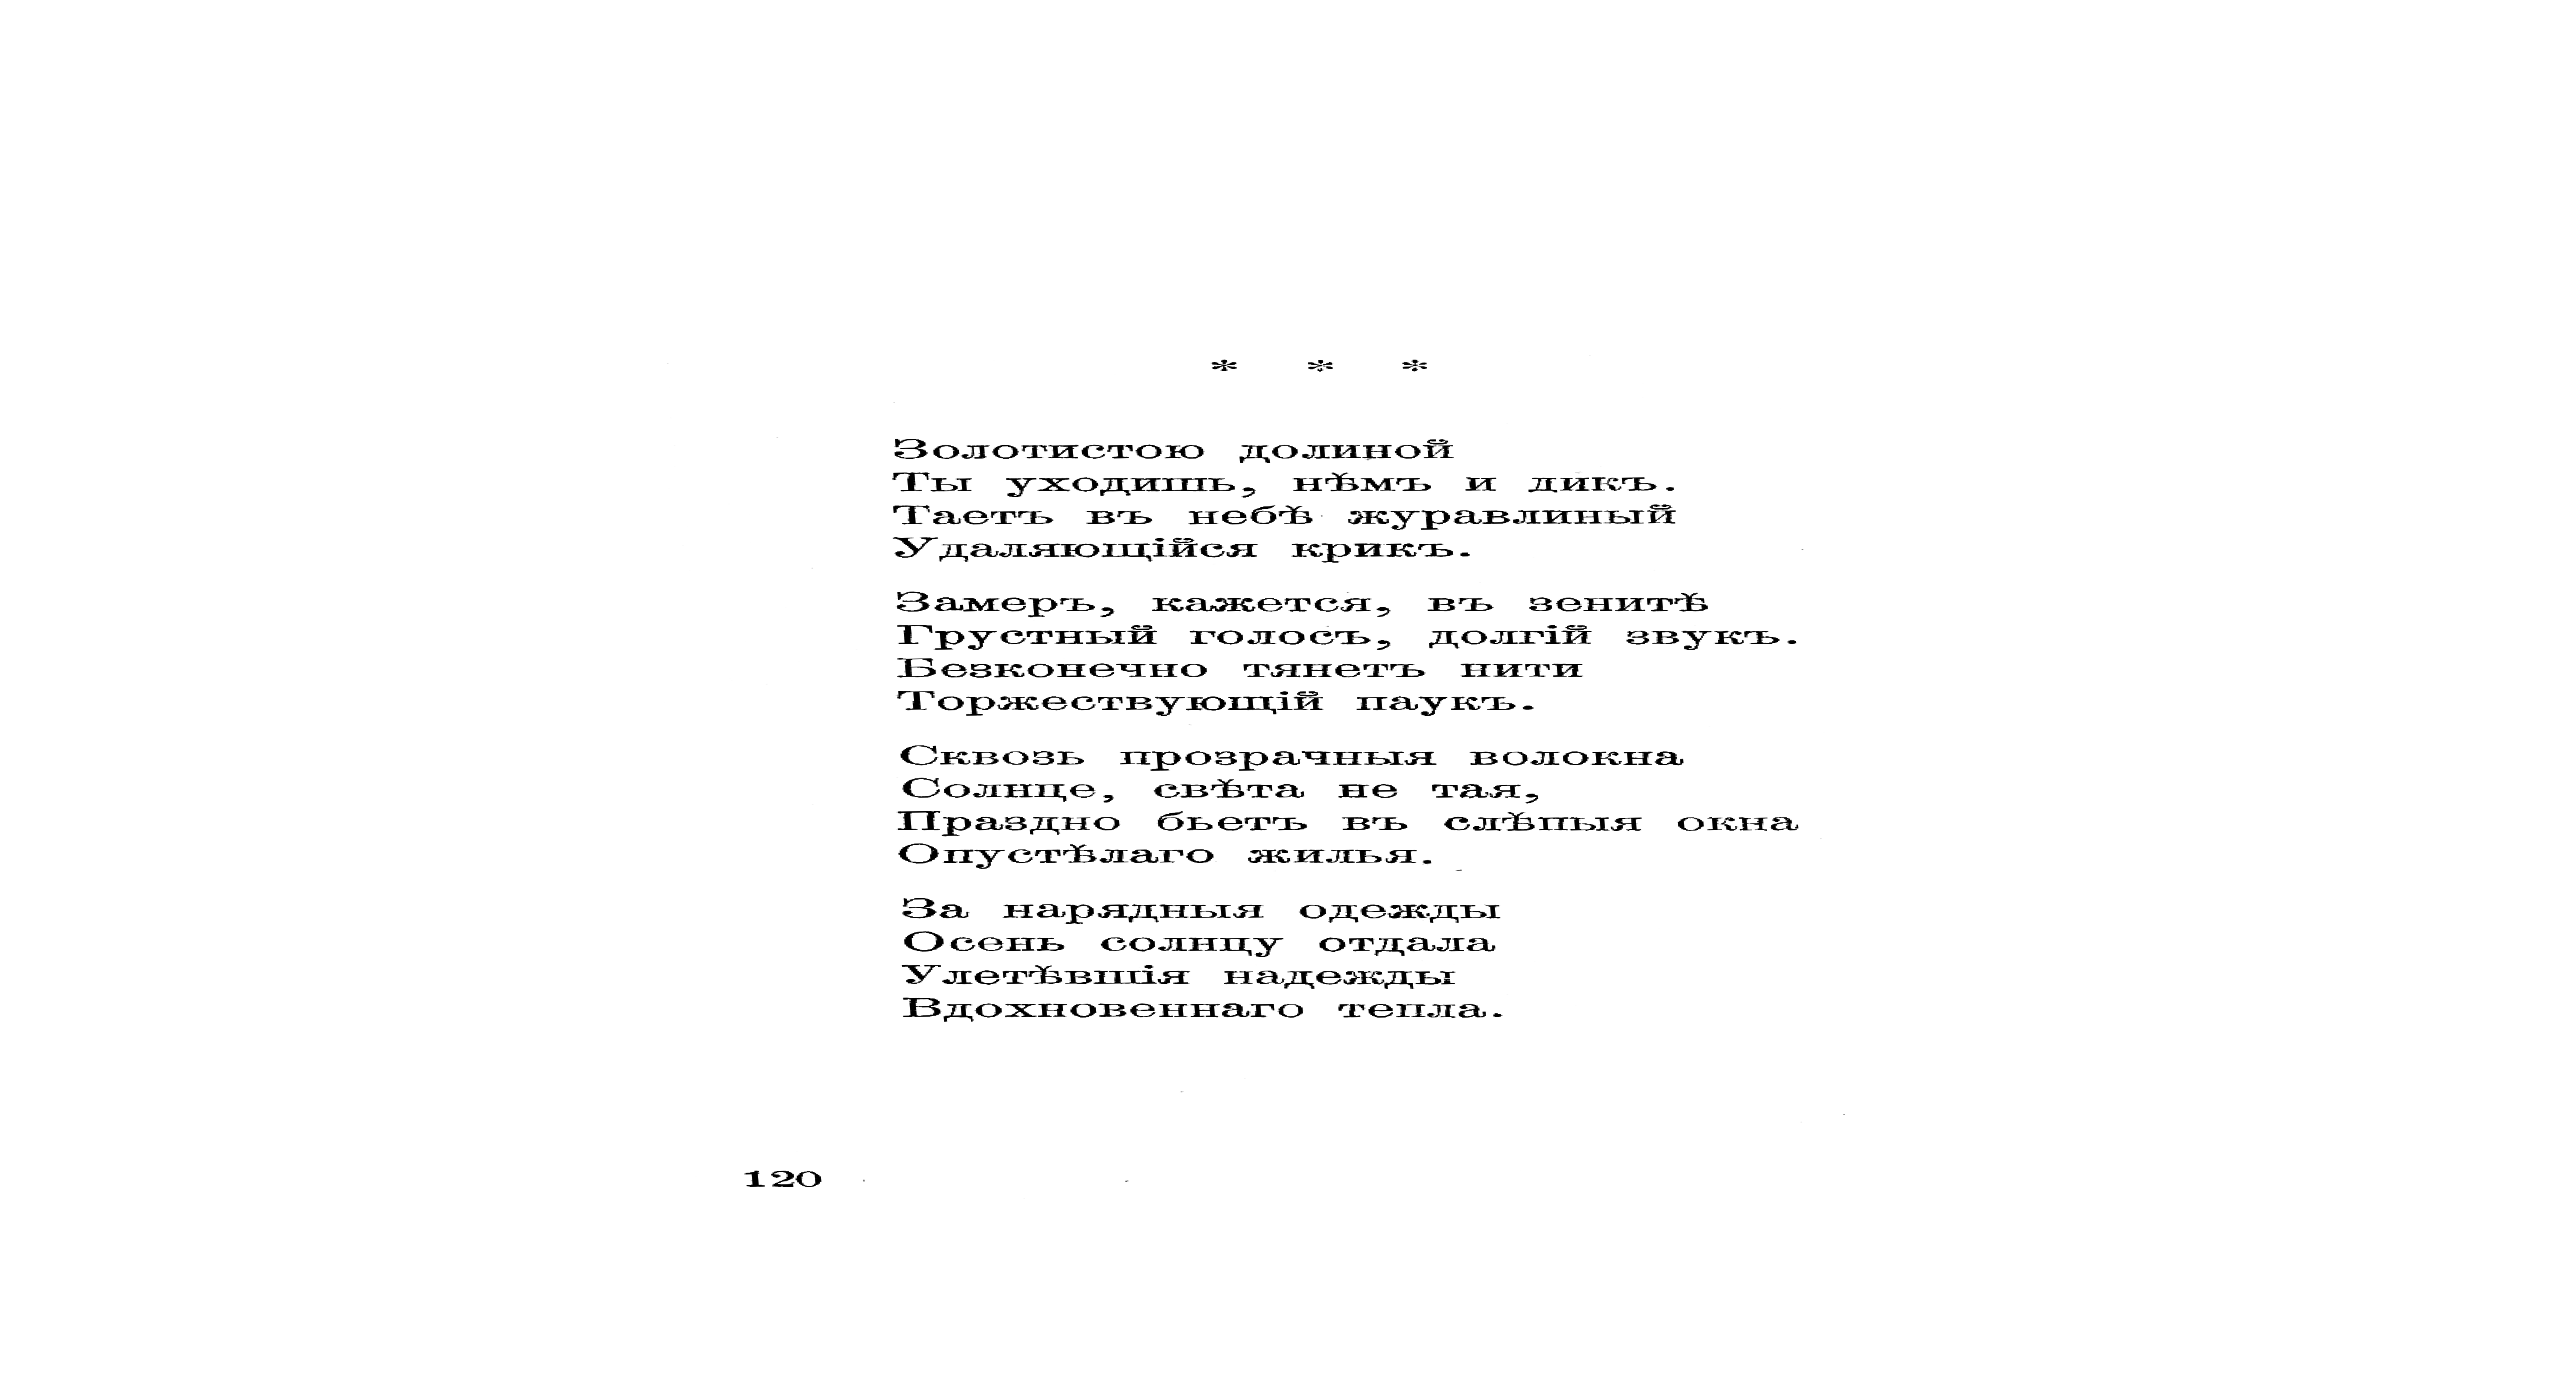 * * *
Золотистою долиной
Ты уходишь, нѣмъ и дикъ.
Таетъ въ небѣ журавлиный
Удаляющійся крикъ.
Замеръ, кажется, въ зенитѣ
Грустный голосъ, долгій звукъ.
Безконечно тянетъ нити
Торжествующій паукъ.
Сквозь прозрачныя волокна
Солнце, свѣта не тая,
Праздно бьетъ въ слѣпыя окна
Опустѣлаго жилья.
За нарядныя одежды
Осень солнцу отдала
Улетѣвшія надежды
Вдохновеннаго тепла.
120